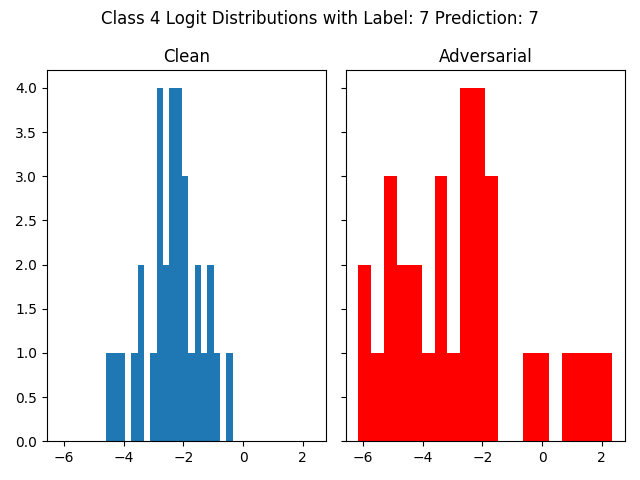 Class 4 Logit Distributions with Label: 7 Prediction: 7
Clean
Adversarial
4.0
3.5
3.0
2.5
2.0
1.5
1.0
0.5
0.0
−6 −4 −2 0 2
−6 −4 −2 0 2